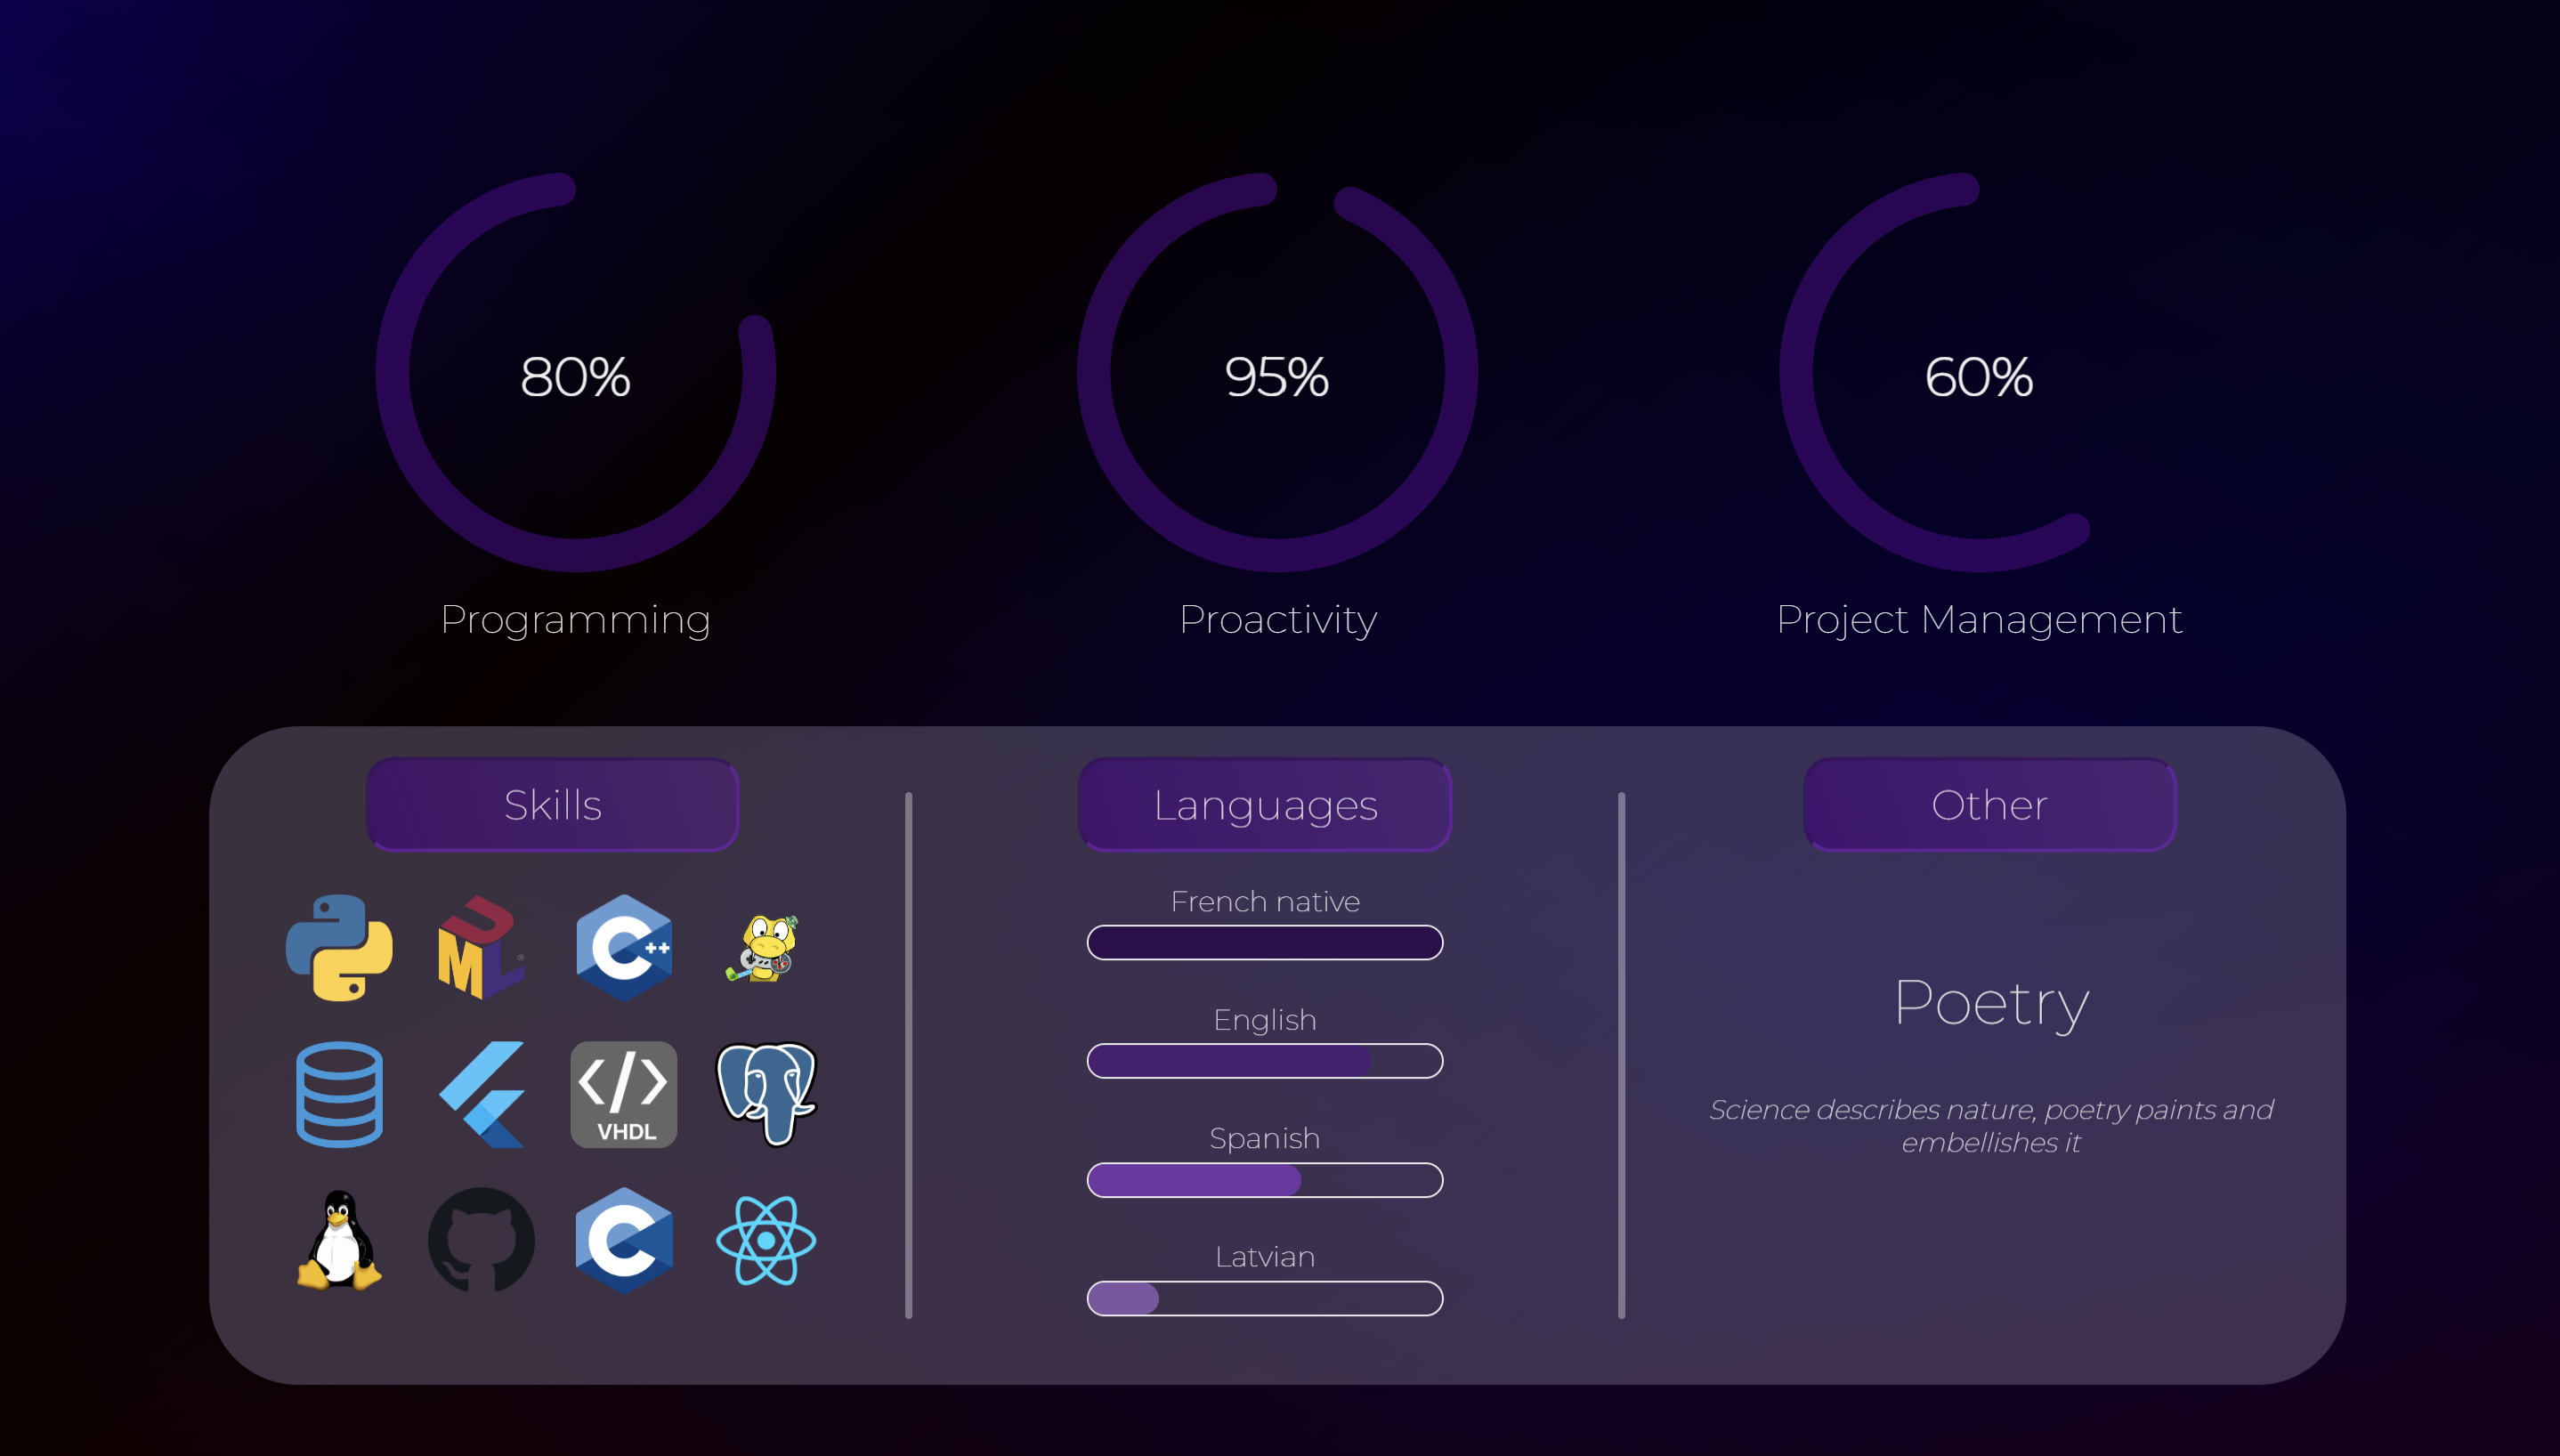 80%
95%
60%
Programming
Proactivity
Project Management
Skills
Languages
Other
French native
English
Spanish
Latvian
UML
C++
VHDL
C
Poetry
Science describes nature, poetry paints and
embellishes it